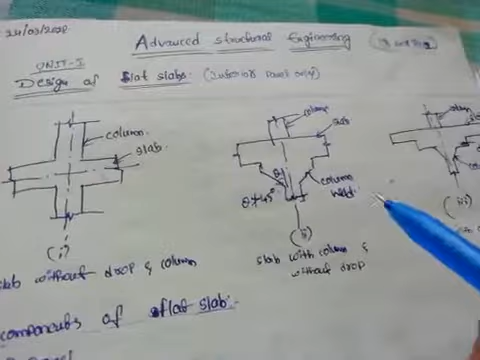 Advanced structural Engineering
UNIT-I
Design of flat slabs. (Interior panel only)
column
slab
(i)
slab without drop & column
column
slab
θ
column
head
(ii)
slab with column &
without drop
slab
(iii)
components of flat slab:-